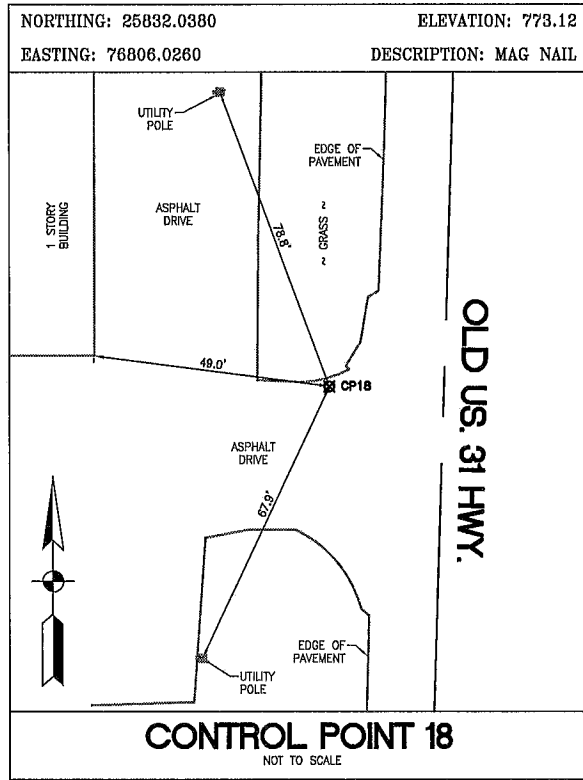 NORTHING: 25832.0380
ELEVATION: 773.12
EASTING: 76806.0260
DESCRIPTION: MAG NAIL
UTILITY
POLE
EDGE OF
PAVEMENT
1 STORY
BUILDING
ASPHALT
DRIVE
~ GRASS ~
78.8'
49.0'
CP18
OLD US. 31 HWY.
ASPHALT
DRIVE
67.9'
EDGE OF
PAVEMENT
UTILITY
POLE
CONTROL POINT 18
NOT TO SCALE